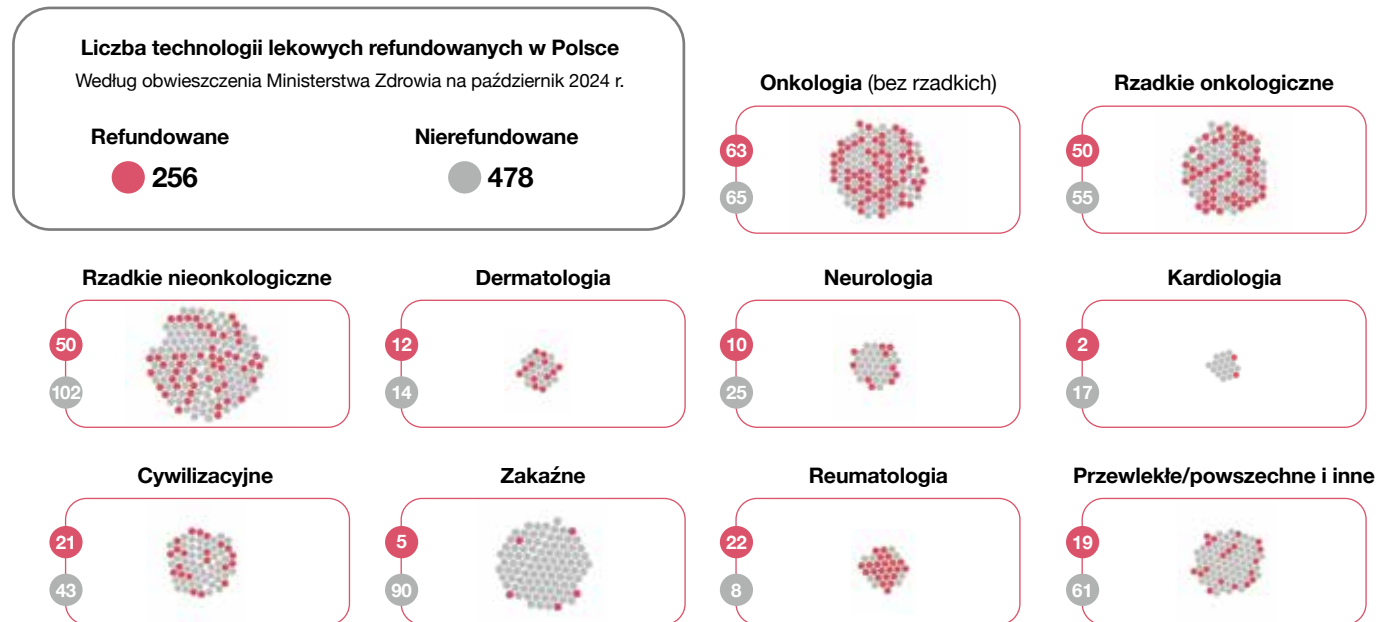 Liczba technologii lekowych refundowanych w Polsce
Według obwieszczenia Ministerstwa Zdrowia na październik 2024 r.
Refundowane
256
Nierefundowane
478
Onkologia (bez rzadkich)
63
65
Rzadkie onkologiczne
50
55
Rzadkie nieonkologiczne
50
102
Dermatologia
12
14
Neurologia
10
25
Kardiologia
2
17
Cywilizacyjne
21
43
Zakaźne
5
90
Reumatologia
22
8
Przewlekłe/powszechne i inne
19
61